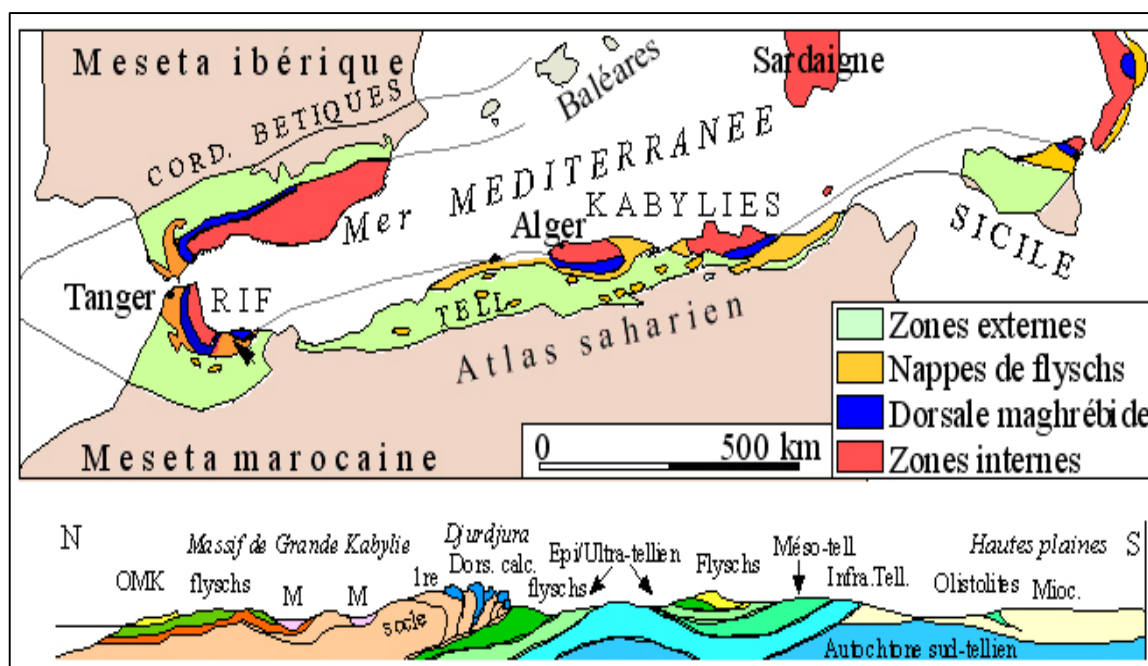 Meseta ibérique
CORD. BETIQUES
Baléares
Sardaigne
Mer MEDITERRANEE
Alger
KABYLIES
SICILE
Tanger
RIF
TELL
Atlas saharien
Meseta marocaine
0 500 km
Zones externes
Nappes de flyschs
Dorsale maghrébide
Zones internes
N
Massif de Grande Kabylie
Djurdjura
S
OMK
flyschs
M
M
1re
Dors. calc.
flyschs
Epi/Ultra-tellien
Flyschs
Méso-tell
Infra.Tell.
Hautes plaines
Olistolites
Mioc.
socle
Autochtone sud-tellien